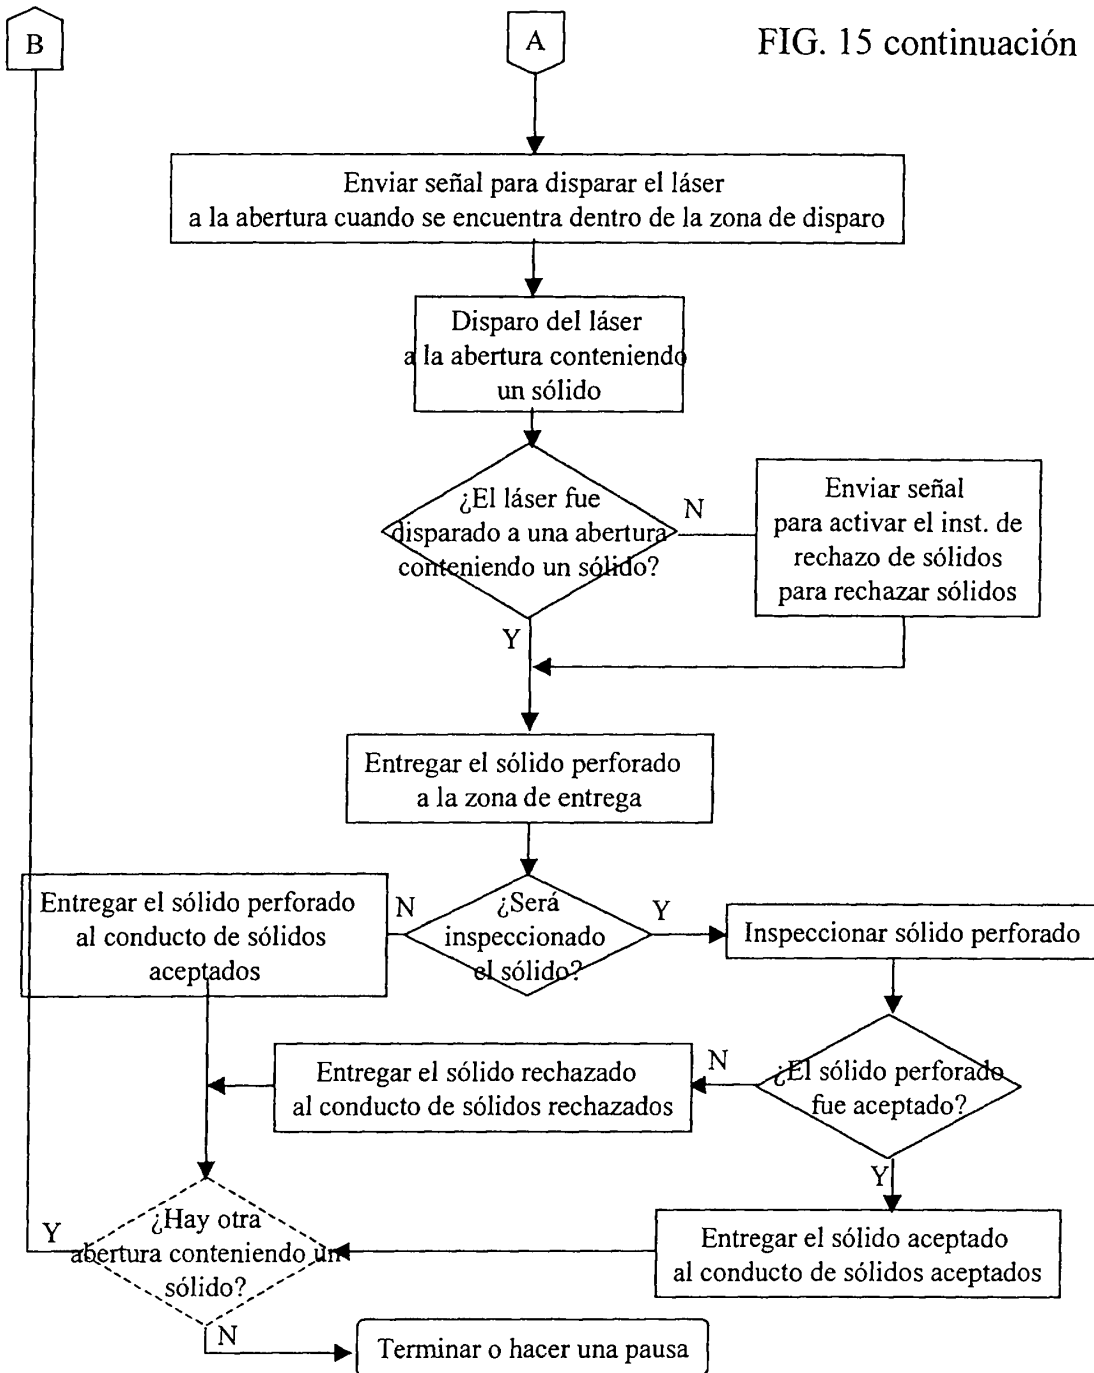 B
A
FIG. 15 continuación
Enviar señal para disparar el láser
a la abertura cuando se encuentra dentro de la zona de disparo
Disparo del láser
a la abertura conteniendo
un sólido
¿El láser fue
disparado a una abertura
conteniendo un sólido?
N
Enviar señal
para activar el inst. de
rechazo de sólidos
para rechazar sólidos
Y
Entregar el sólido perforado
a la zona de entrega
Entregar el sólido perforado
al conducto de sólidos
aceptados
N
¿Será
inspeccionado
el sólido?
Y
Inspeccionar sólido perforado
Entregar el sólido rechazado
al conducto de sólidos rechazados
N
¿El sólido perforado
fue aceptado?
Y
Y
¿Hay otra
abertura conteniendo un
sólido?
Entregar el sólido aceptado
al conducto de sólidos aceptados
N
Terminar o hacer una pausa